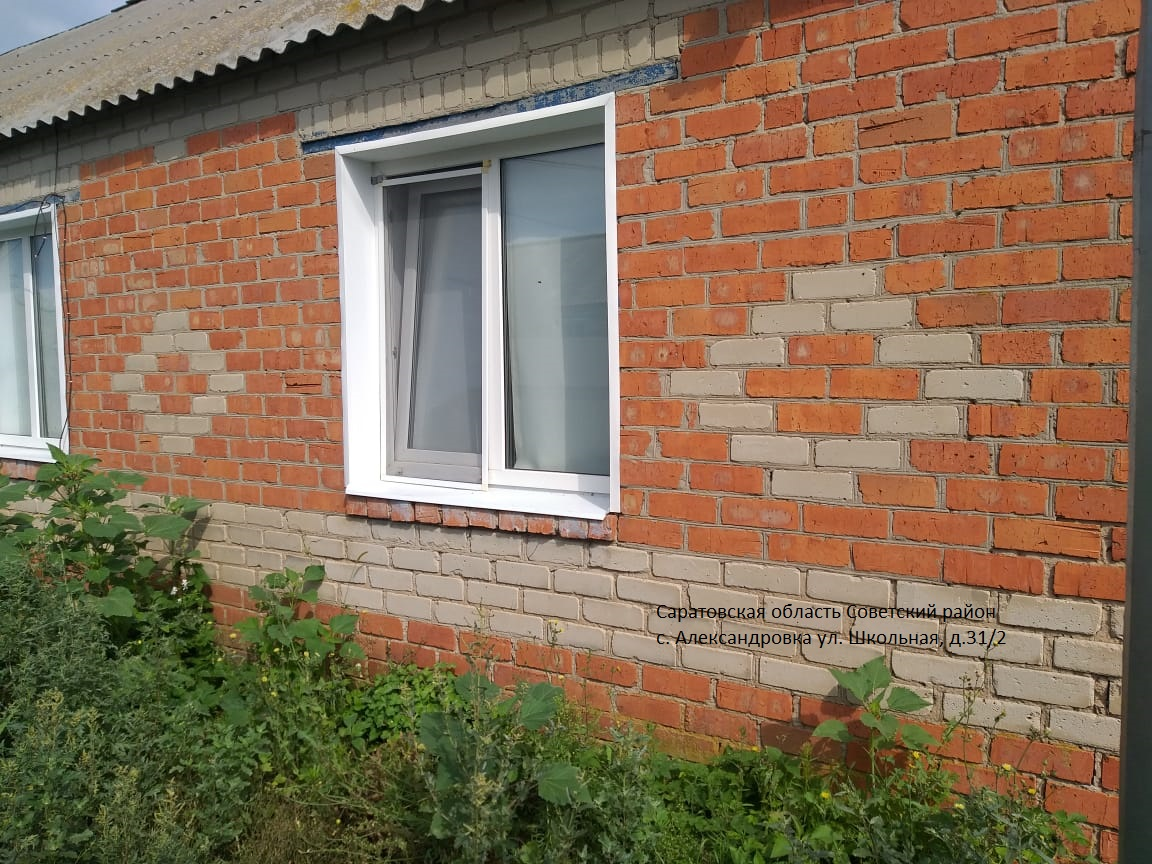 Саратовская область Советский район
с. Александровка ул. Школьная, д.31/2